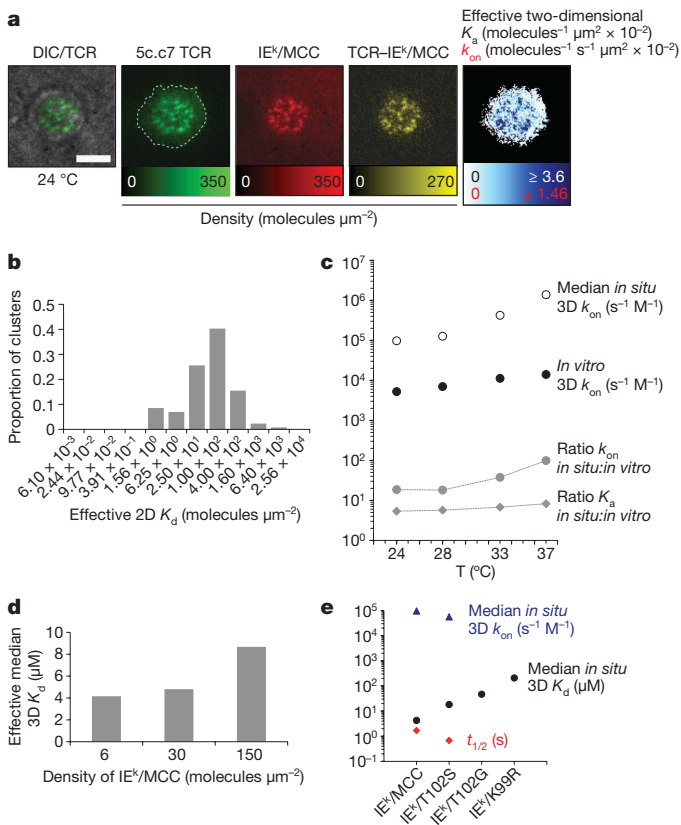 a
DIC/TCR
5c.c7 TCR
IEᵏ/MCC
TCR–IEᵏ/MCC
Effective two-dimensional
Kₐ (molecules⁻¹ μm² × 10⁻²)
kₒₙ (molecules⁻¹ s⁻¹ μm² × 10⁻²)
24 °C
0 350
0 350
0 270
0 ≥ 3.6
0 ≥ 1.46
Density (molecules μm⁻²)
b
Proportion of clusters
0.5
0.4
0.3
0.2
0.1
0
6.10 × 10⁻³
2.44 × 10⁻²
9.77 × 10⁻²
3.91 × 10⁻¹
1.56 × 10⁰
6.25 × 10⁰
2.50 × 10¹
1.00 × 10²
4.00 × 10²
1.60 × 10³
6.40 × 10³
2.56 × 10⁴
Effective 2D K_d (molecules μm⁻²)
c
10⁷
10⁶
10⁵
10⁴
10³
10²
10¹
10⁰
Median in situ
3D kₒₙ (s⁻¹ M⁻¹)
In vitro
3D kₒₙ (s⁻¹ M⁻¹)
Ratio kₒₙ
in situ:in vitro
Ratio Kₐ
in situ:in vitro
24 28 33 37
T (ºC)
d
Effective median
3D K_d (μM)
10
8
6
4
2
0
6 30 150
Density of IEᵏ/MCC (molecules μm⁻²)
e
10⁵
10⁴
10³
10²
10¹
10⁰
10⁻¹
Median in situ
3D kₒₙ (s⁻¹ M⁻¹)
Median in situ
3D K_d (μM)
t₁/₂ (s)
IEᵏ/MCC
IEᵏ/T102S
IEᵏ/T102G
IEᵏ/K99R